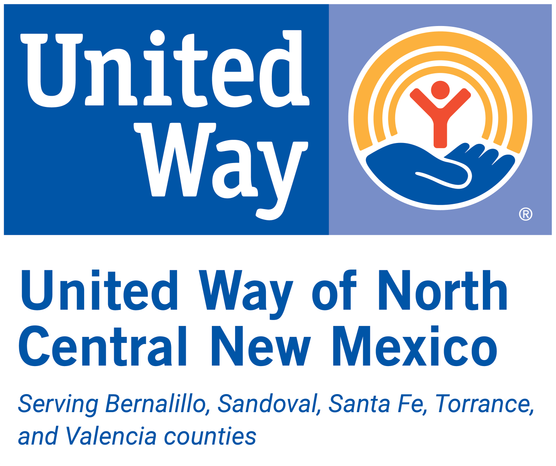 United
Way
®
United Way of North
Central New Mexico
Serving Bernalillo, Sandoval, Santa Fe, Torrance,
and Valencia counties